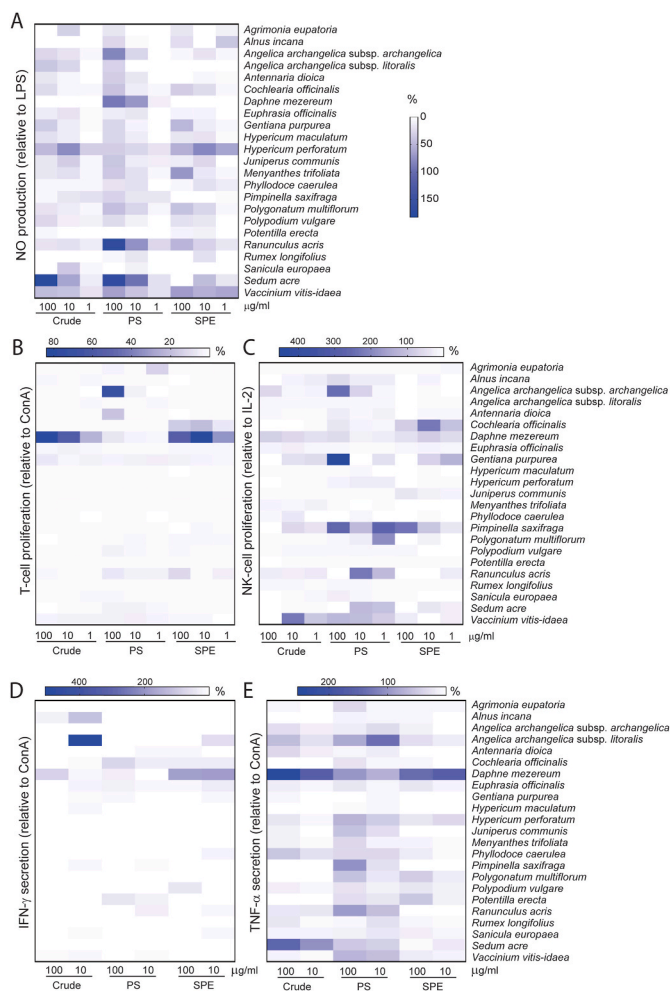 A
NO production (relative to LPS)
Agrimonia eupatoria
Alnus incana
Angelica archangelica subsp. archangelica
Angelica archangelica subsp. litoralis
Antennaria dioica
Cochlearia officinalis
Daphne mezereum
Euphrasia officinalis
Gentiana purpurea
Hypericum maculatum
Hypericum perforatum
Juniperus communis
Menyanthes trifoliata
Phyllodoce caerulea
Pimpinella saxifraga
Polygonatum multiflorum
Polypodium vulgare
Potentilla erecta
Ranunculus acris
Rumex longifolius
Sanicula europaea
Sedum acre
Vaccinium vitis-idaea
%
0
50
100
150
100 10 1 100 10 1 100 10 1 µg/ml
Crude PS SPE
B
80 60 40 20 %
T-cell proliferation (relative to ConA)
100 10 1 100 10 1 100 10 1
Crude PS SPE
C
400 300 200 100 %
NK-cell proliferation (relative to IL-2)
Agrimonia eupatoria
Alnus incana
Angelica archangelica subsp. archangelica
Angelica archangelica subsp. litoralis
Antennaria dioica
Cochlearia officinalis
Daphne mezereum
Euphrasia officinalis
Gentiana purpurea
Hypericum maculatum
Hypericum perforatum
Juniperus communis
Menyanthes trifoliata
Phyllodoce caerulea
Pimpinella saxifraga
Polygonatum multiflorum
Polypodium vulgare
Potentilla erecta
Ranunculus acris
Rumex longifolius
Sanicula europaea
Sedum acre
Vaccinium vitis-idaea
100 10 1 100 10 1 100 10 1 µg/ml
Crude PS SPE
D
400 200 %
IFN-γ secretion (relative to ConA)
100 10 100 10 100 10 µg/ml
Crude PS SPE
E
200 100 %
TNF-α secretion (relative to ConA)
Agrimonia eupatoria
Alnus incana
Angelica archangelica subsp. archangelica
Angelica archangelica subsp. litoralis
Antennaria dioica
Cochlearia officinalis
Daphne mezereum
Euphrasia officinalis
Gentiana purpurea
Hypericum maculatum
Hypericum perforatum
Juniperus communis
Menyanthes trifoliata
Phyllodoce caerulea
Pimpinella saxifraga
Polygonatum multiflorum
Polypodium vulgare
Potentilla erecta
Ranunculus acris
Rumex longifolius
Sanicula europaea
Sedum acre
Vaccinium vitis-idaea
100 10 100 10 100 10
Crude PS SPE